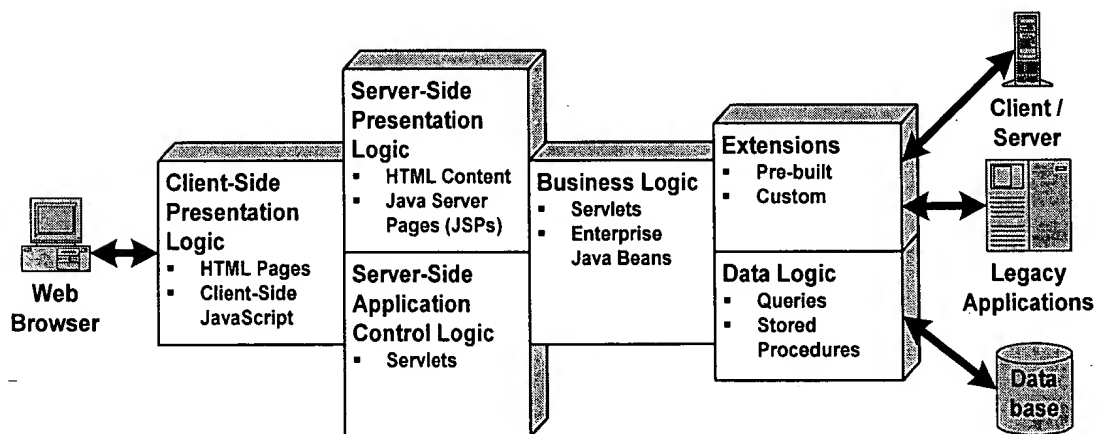 Web
Browser
Client-Side
Presentation
Logic
▪ HTML Pages
▪ Client-Side
JavaScript
Server-Side
Presentation
Logic
▪ HTML Content
▪ Java Server
Pages (JSPs)
Server-Side
Application
Control Logic
▪ Servlets
Business Logic
▪ Servlets
▪ Enterprise
Java Beans
Extensions
▪ Pre-built
▪ Custom
Data Logic
▪ Queries
▪ Stored
Procedures
Client /
Server
Legacy
Applications
Data
base